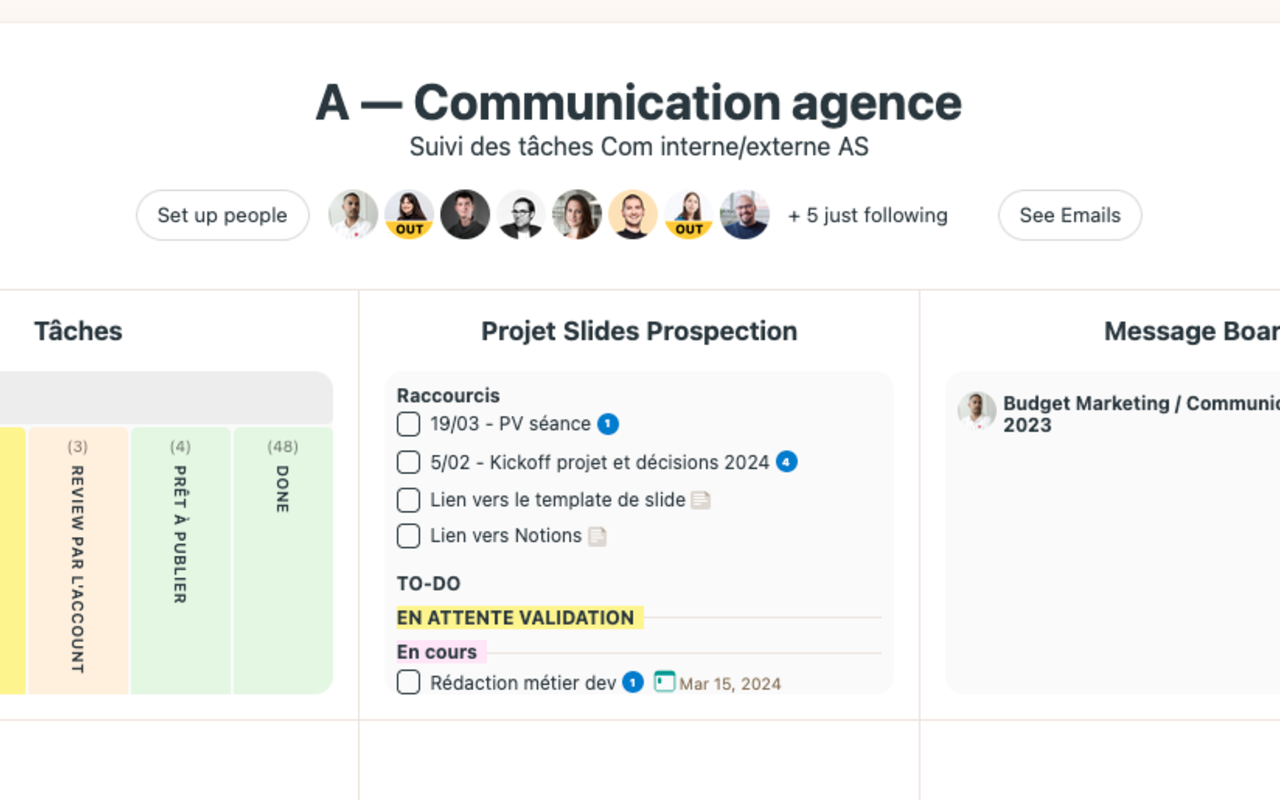 A — Communication agence
Suivi des tâches Com interne/externe AS
Set up people
OUT
OUT
+ 5 just following
See Emails
Tâches
(3)
REVIEW PAR L'ACCOUNT
(4)
PRÊT À PUBLIER
(48)
DONE
Projet Slides Prospection
Raccourcis
19/03 - PV séance 1
5/02 - Kickoff projet et décisions 2024 4
Lien vers le template de slide
Lien vers Notions
TO-DO
EN ATTENTE VALIDATION
En cours
Rédaction métier dev 1 Mar 15, 2024
Message Boar
Budget Marketing / Communic
2023